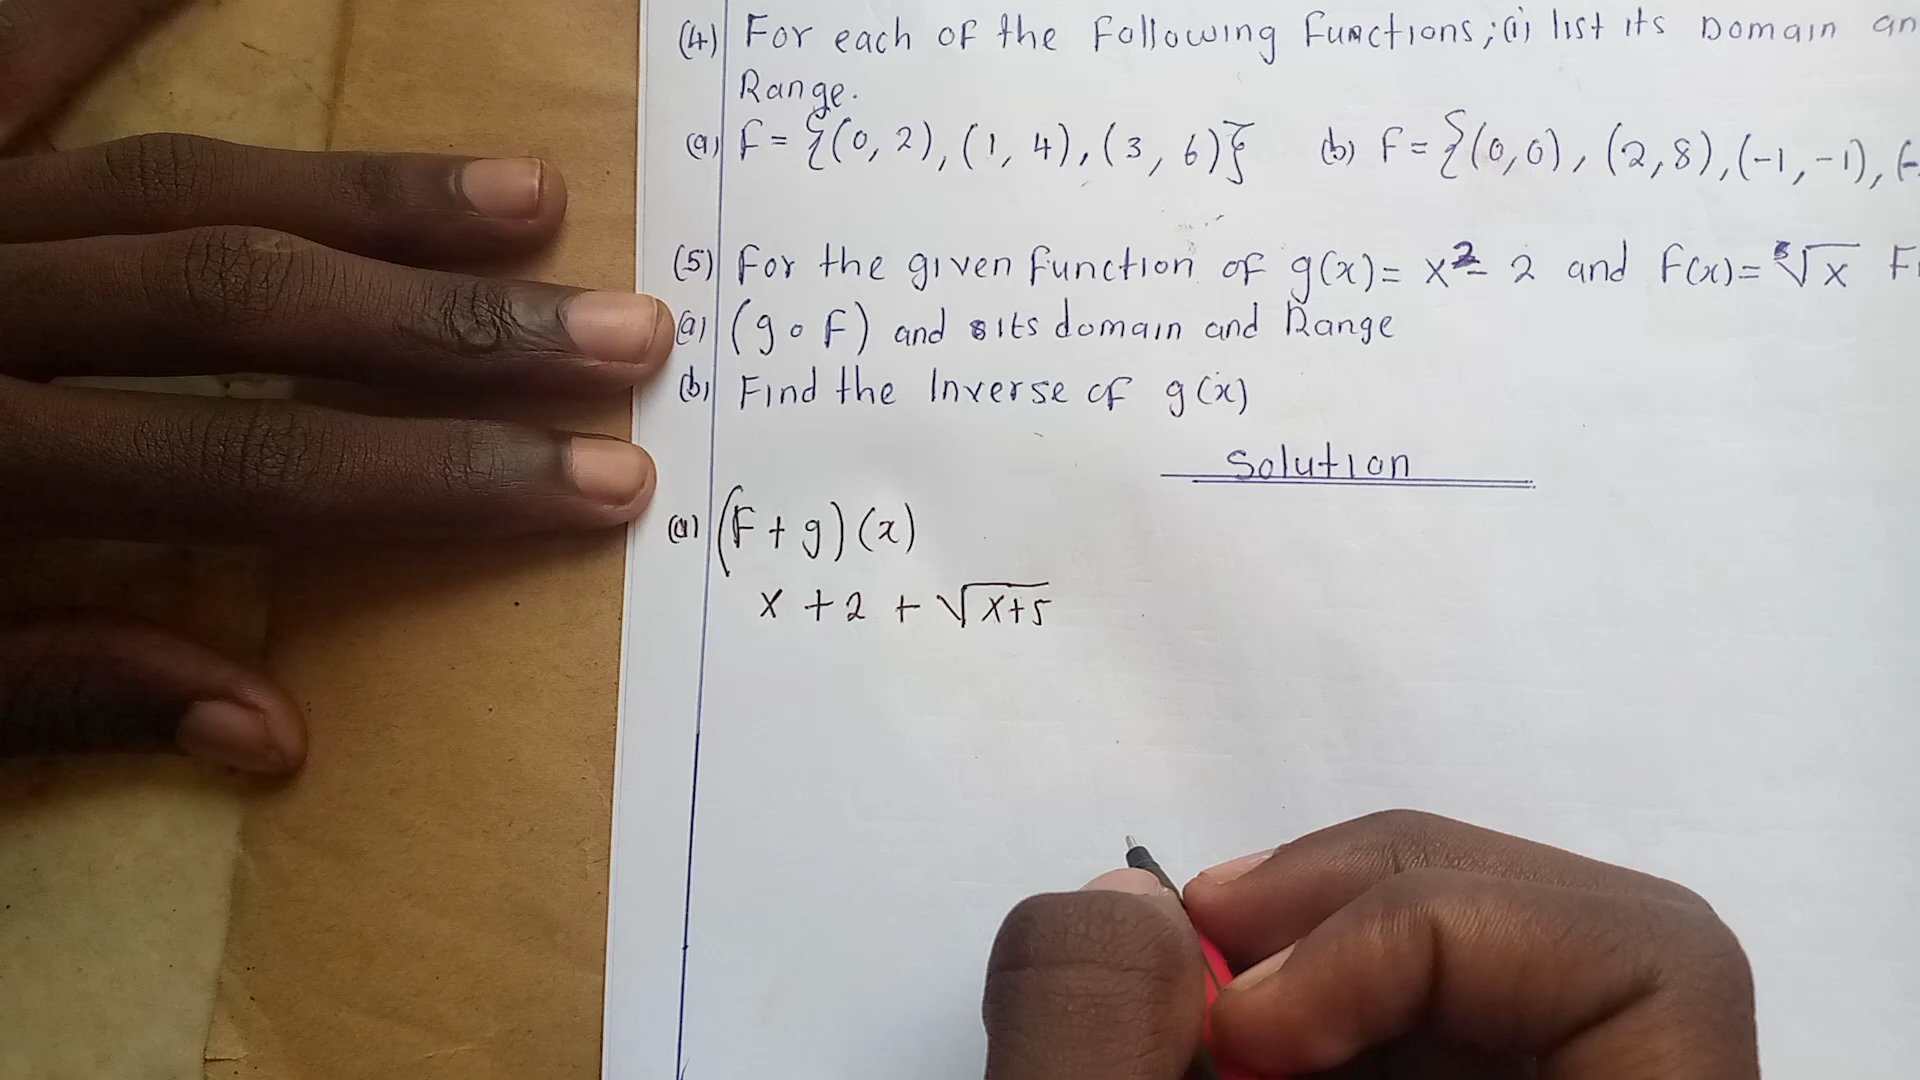 (4) For each of the Following Functions; (i) list its Domain an
Range.
(a) F = {(0, 2), (1, 4), (3, 6)} (b) F = {(0,0), (2,8), (-1, -1), (-
(5) For the given function of g(x) = x² - 2 and F(x) = ∛x F
(a) (g ∘ F) and its domain and Range
(b) Find the Inverse of g(x)
Solution
(a) (F + g)(x)
x + 2 + √x+5